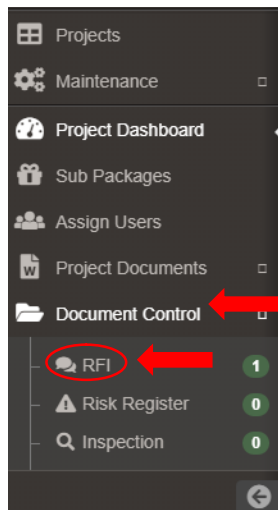 Projects
Maintenance
Project Dashboard
Sub Packages
Assign Users
W Project Documents
Document Control
RFI 1
Risk Register 0
Inspection 0